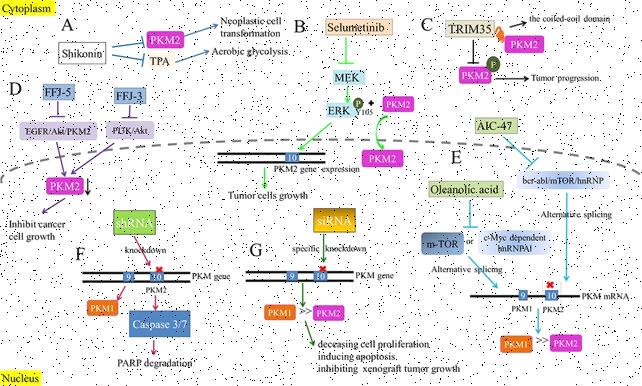 Cytoplasm
A
Shikonin
PKM2
TPA
Neoplastic cell
transformation
Aerobic glycolysis.
B
Selumetinib
MEK
ERK
P
Y105
+
PKM2
PKM2
10
PKM2 gene expression
Tumor cells growth
C
TRIM35
the coiled-coil domain
PKM2
P
PKM2
Tumor progression.
D
FFJ-5
FFJ-3
EGFR/Akt/PKM2
PI3K/Akt
PKM2
Inhibit cancer
cell growth
AIC-47
E
bcr-abl/mTOR/hnRNP
Oleanolic acid
m-TOR
or
c-Myc dependent
hnRNPAI
Alternative splicing
Alternative splicing
9
10
PKM mRNA
PKM1
PKM2
PKM1
>>
PKM2
shRNA
F
knockdown
9
10
PKM gene
PKM2
PKM1
Caspase 3/7
PARP degradation
siRNA
G
specific knockdown
9
10
PKM gene
PKM1
>>
PKM2
deceasing cell proliferation,
inducing apoptosis,
inhibiting xenograft tumor growth
Nucleus